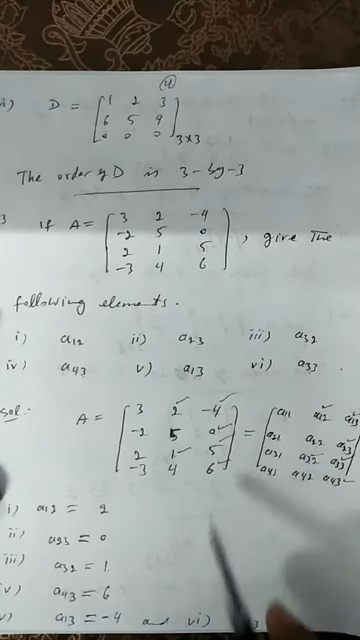 4
ii) D = [1 2 3
6 5 9
0 0 0]3×3
The order of D is 3-by-3
3 if A = [3 2 -4
-2 5 0
2 1 5
-3 4 6], give the
following elements.
i) a12 ii) a23 iii) a32
iv) a43 v) a13 vi) a33.
Sol:- A = [3 2 -4
-2 5 0
2 1 5
-3 4 6] = [a11 a12 a13
a21 a22 a23
a31 a32 a33
a41 a42 a43
i) a12 = 2
ii) a23 = 0
iii) a32 = 1
iv) a43 = 6
v) a13 = -4 and vi)